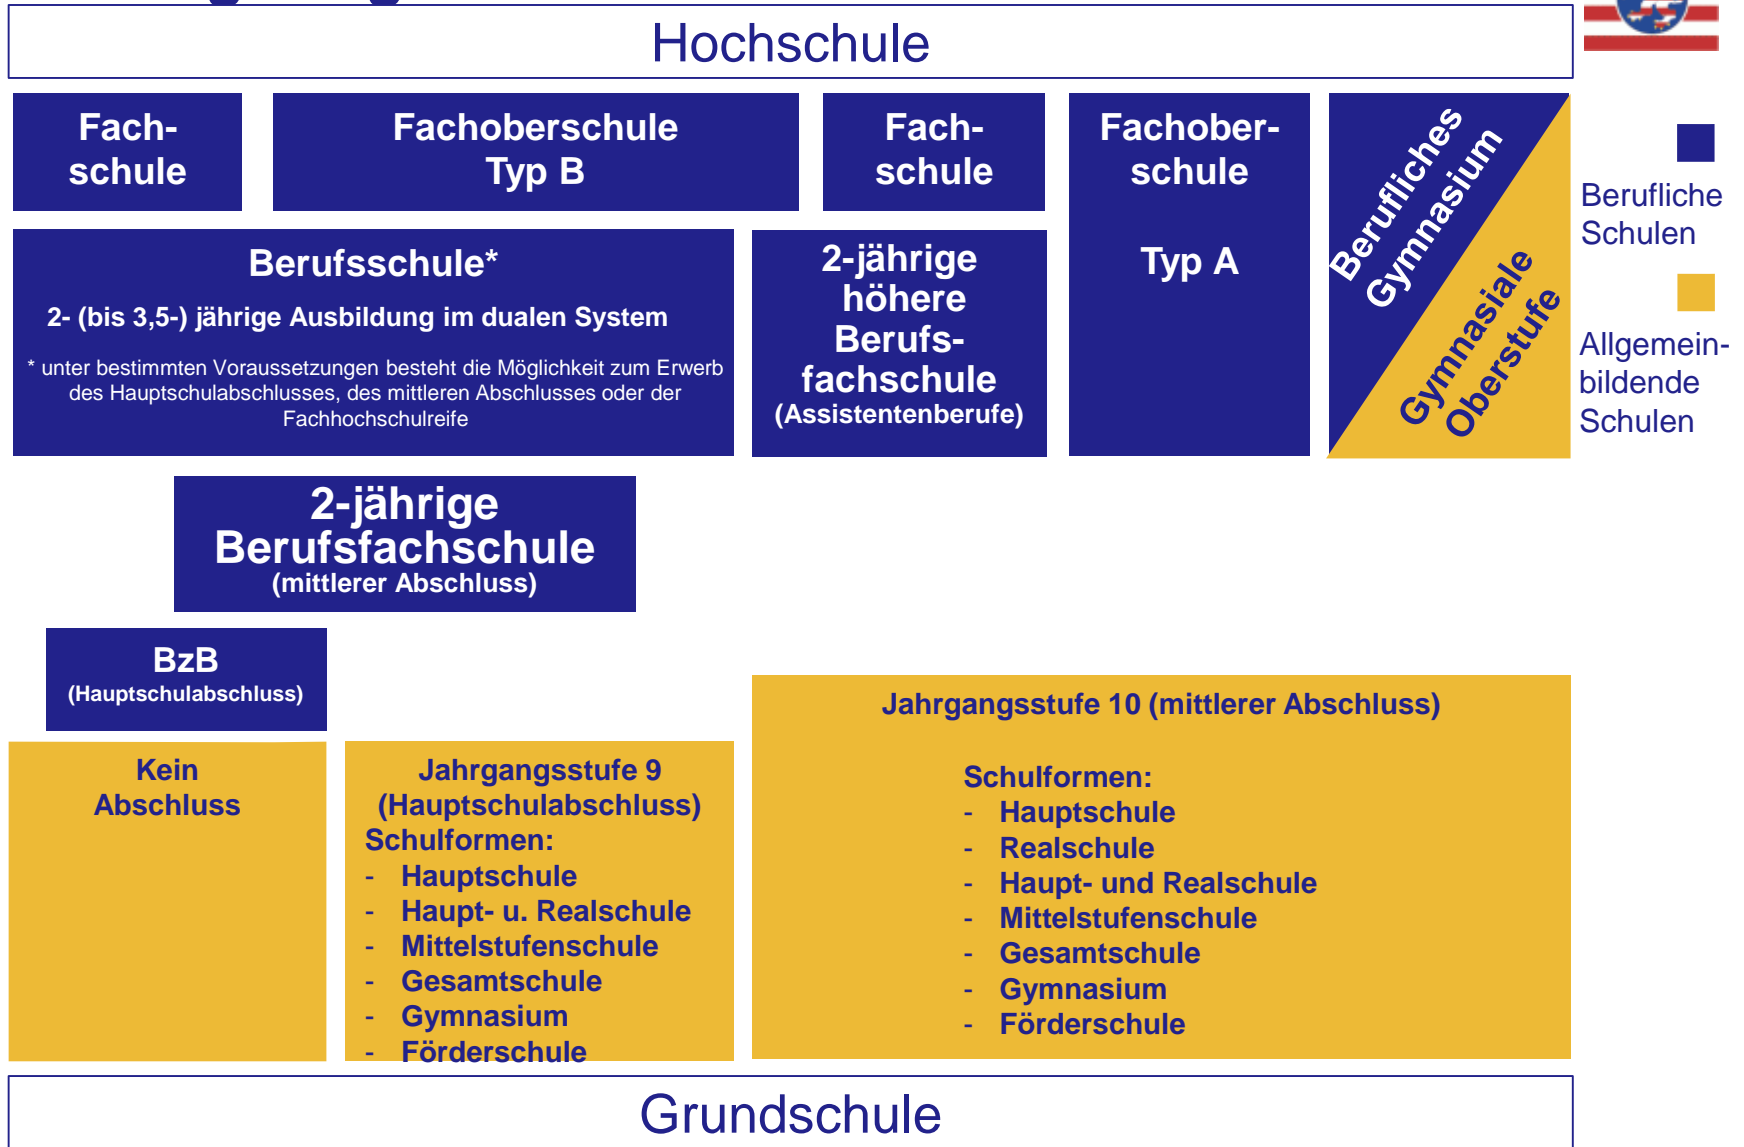 Hochschule
Fach-
schule
Fachoberschule
Typ B
Fach-
schule
Fachober-
schule
Typ A
Berufliches
Gymnasium
Gymnasiale
Oberstufe
Berufliche
Schulen
Allgemein-
bildende
Schulen
Berufsschule*
2- (bis 3,5-) jährige Ausbildung im dualen System
* unter bestimmten Voraussetzungen besteht die Möglichkeit zum Erwerb
des Hauptschulabschlusses, des mittleren Abschlusses oder der
Fachhochschulreife
2-jährige
höhere
Berufs-
fachschule
(Assistentenberufe)
2-jährige
Berufsfachschule
(mittlerer Abschluss)
BzB
(Hauptschulabschluss)
Kein
Abschluss
Jahrgangsstufe 9
(Hauptschulabschluss)
Schulformen:
- Hauptschule
- Haupt- u. Realschule
- Mittelstufenschule
- Gesamtschule
- Gymnasium
- Förderschule
Jahrgangsstufe 10 (mittlerer Abschluss)
Schulformen:
- Hauptschule
- Realschule
- Haupt- und Realschule
- Mittelstufenschule
- Gesamtschule
- Gymnasium
- Förderschule
Grundschule